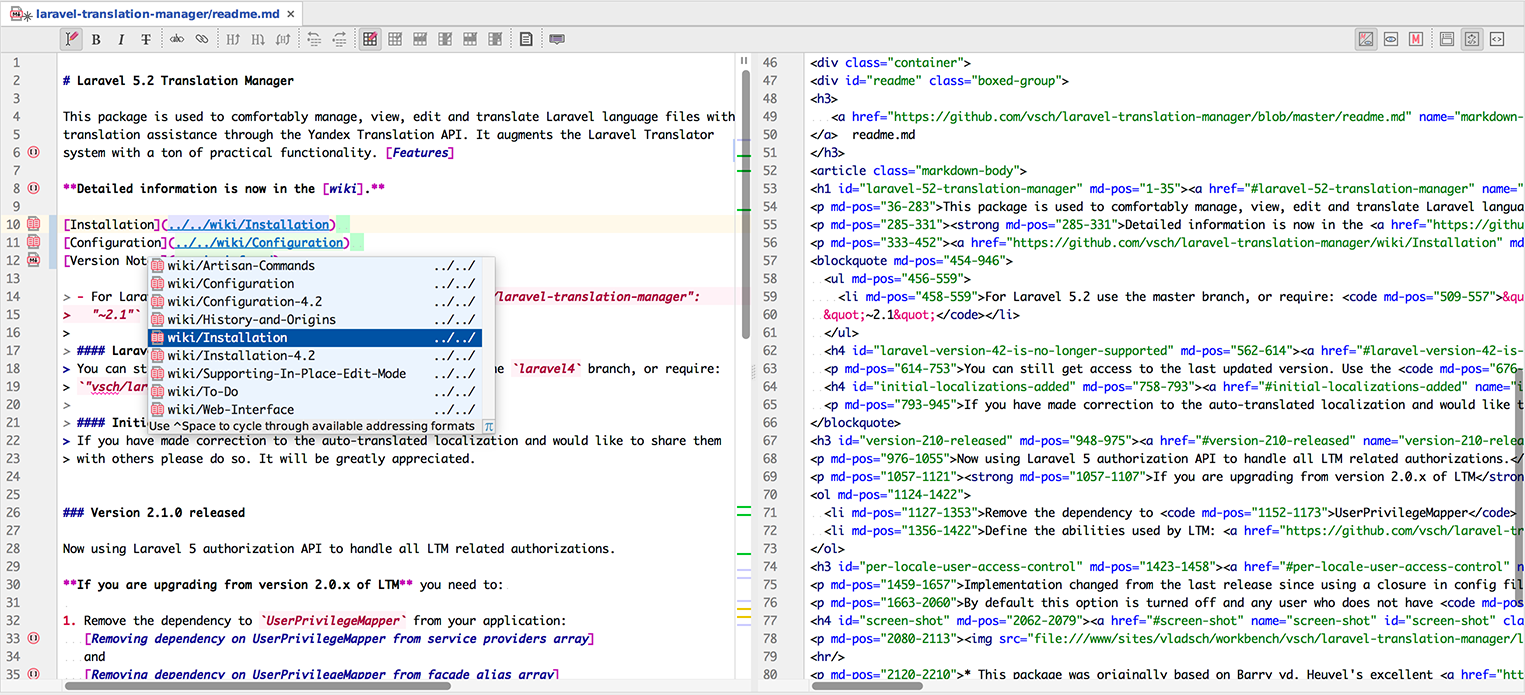 laravel-translation-manager/readme.md ×
1
2 # Laravel 5.2 Translation Manager
3
4 This package is used to comfortably manage, view, edit and translate Laravel language files with
5 translation assistance through the Yandex Translation API. It augments the Laravel Translator
6 system with a ton of practical functionality. [Features]
7
8 **Detailed information is now in the [wiki].**
9
10 [Installation](../../wiki/Installation)
11 [Configuration](../../wiki/Configuration)
12 [Version Not
13
14 > - For Lara /laravel-translation-manager":
15 > "~2.1"`
16 >
17 > #### Larav
18 > You can st `laravel4` branch, or require:
19 > `"vsch/lar
20 >
21 > #### Initi
22 > If you have made correction to the auto-translated localization and would like to share them
23 > with others please do so. It will be greatly appreciated.
24
25
26 ### Version 2.1.0 released
27
28 Now using Laravel 5 authorization API to handle all LTM related authorizations.
29
30 **If you are upgrading from version 2.0.x of LTM** you need to:
31
32 1. Remove the dependency to `UserPrivilegeMapper` from your application:
33 [Removing dependency on UserPrivilegeMapper from service providers array]
34 and
35 [Removing dependency on UserPrivilegeMapper from facade alias array]
wiki/Artisan-Commands ../../
wiki/Configuration ../../
wiki/Configuration-4.2 ../../
wiki/History-and-Origins ../../
wiki/Installation ../../
wiki/Installation-4.2 ../../
wiki/Supporting-In-Place-Edit-Mode ../../
wiki/To-Do ../../
wiki/Web-Interface ../../
Use ^Space to cycle through available addressing formats π
46 <div class="container">
47 <div id="readme" class="boxed-group">
48 <h3>
49 <a href="https://github.com/vsch/laravel-translation-manager/blob/master/readme.md" name="markdown-
50 </a> readme.md
51 </h3>
52 <article class="markdown-body">
53 <h1 id="laravel-52-translation-manager" md-pos="1-35"><a href="#laravel-52-translation-manager" name="
54 <p md-pos="36-283">This package is used to comfortably manage, view, edit and translate Laravel langua
55 <p md-pos="285-331"><strong md-pos="285-331">Detailed information is now in the <a href="https://githu
56 <p md-pos="333-452"><a href="https://github.com/vsch/laravel-translation-manager/wiki/Installation" md
57 <blockquote md-pos="454-946">
58 <ul md-pos="456-559">
59 <li md-pos="458-559">For Laravel 5.2 use the master branch, or require: <code md-pos="509-557">&qu
60 &quot;~2.1&quot;</code></li>
61 </ul>
62 <h4 id="laravel-version-42-is-no-longer-supported" md-pos="562-614"><a href="#laravel-version-42-is-
63 <p md-pos="614-753">You can still get access to the last updated version. Use the <code md-pos="676-
64 <h4 id="initial-localizations-added" md-pos="758-793"><a href="#initial-localizations-added" name="i
65 <p md-pos="793-945">If you have made correction to the auto-translated localization and would like t
66 </blockquote>
67 <h3 id="version-210-released" md-pos="948-975"><a href="#version-210-released" name="version-210-relea
68 <p md-pos="976-1055">Now using Laravel 5 authorization API to handle all LTM related authorizations.</
69 <p md-pos="1057-1121"><strong md-pos="1057-1107">If you are upgrading from version 2.0.x of LTM</stron
70 <ol md-pos="1124-1422">
71 <li md-pos="1127-1353">Remove the dependency to <code md-pos="1152-1173">UserPrivilegeMapper</code>
72 <li md-pos="1356-1422">Define the abilities used by LTM: <a href="https://github.com/vsch/laravel-tr
73 </ol>
74 <h3 id="per-locale-user-access-control" md-pos="1423-1458"><a href="#per-locale-user-access-control" n
75 <p md-pos="1459-1657">Implementation changed from the last release since using a closure in config fil
76 <p md-pos="1663-2060">By default this option is turned off and any user who does not have <code md-pos
77 <h4 id="screen-shot" md-pos="2062-2079"><a href="#screen-shot" name="screen-shot" id="screen-shot" cla
78 <p md-pos="2080-2113"><img src="file:///www/sites/vladsch/workbench/vsch/laravel-translation-manager/l
79 <hr/>
80 <p md-pos="2120-2210">* This package was originally based on Barry vd. Heuvel's excellent <a href="htt